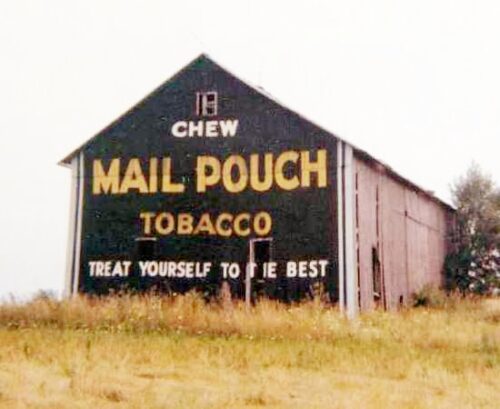 CHEW
MAIL POUCH
TOBACCO
TREAT YOURSELF TO THE BEST